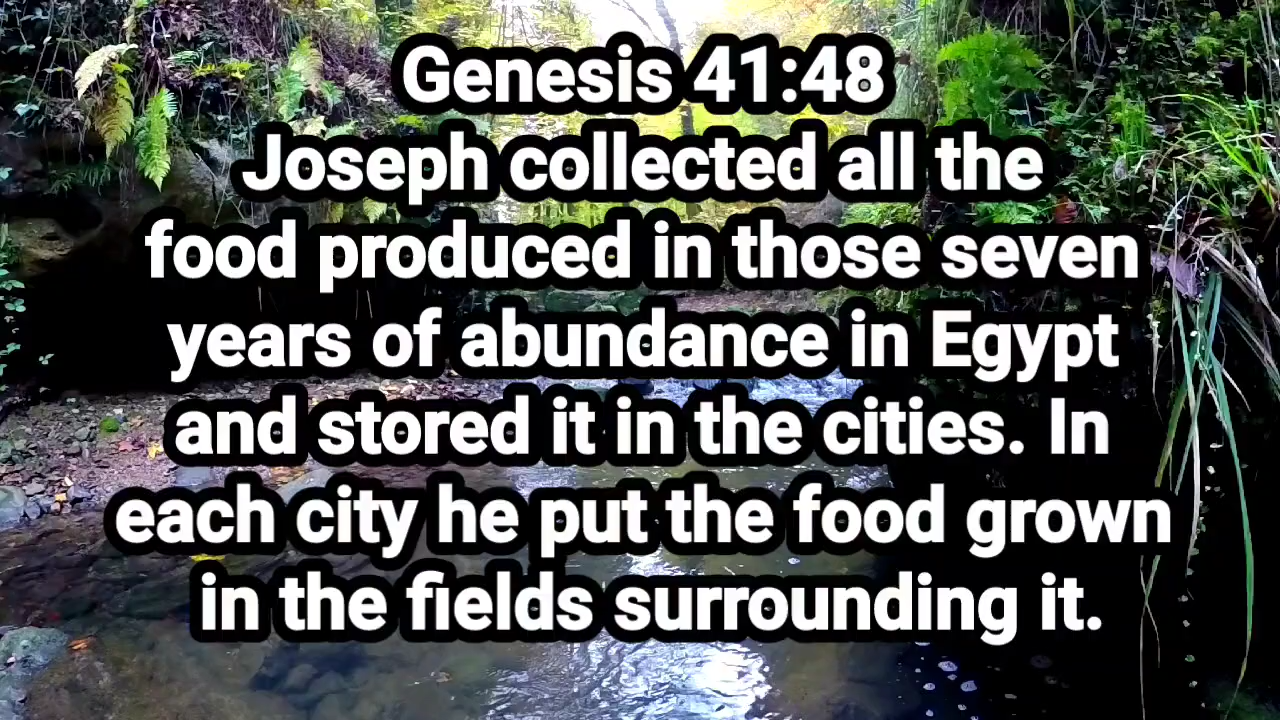 Genesis 41:48
Joseph collected all the
food produced in those seven
years of abundance in Egypt
and stored it in the cities. In
each city he put the food grown
in the fields surrounding it.